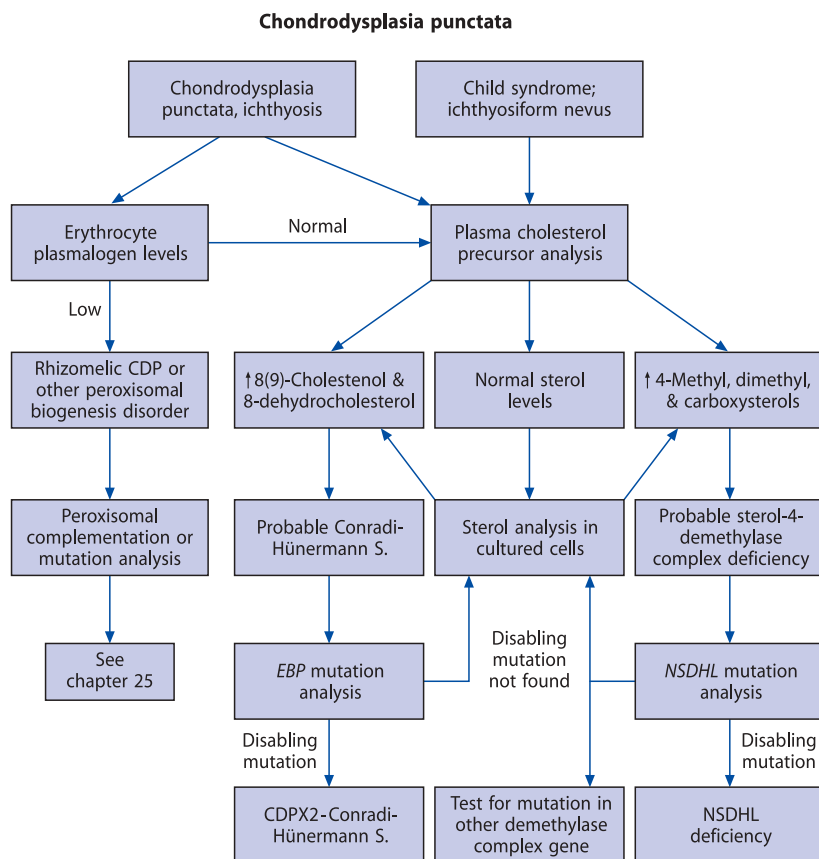 Chondrodysplasia punctata
Chondrodysplasia
punctata, ichthyosis
Child syndrome;
ichthyosiform nevus
Erythrocyte
plasmalogen levels
Normal
Plasma cholesterol
precursor analysis
Low
Rhizomelic CDP or
other peroxisomal
biogenesis disorder
↑8(9)-Cholestenol &
8-dehydrocholesterol
Normal sterol
levels
↑ 4-Methyl, dimethyl,
& carboxysterols
Peroxisomal
complementation or
mutation analysis
Probable Conradi-
Hünermann S.
Sterol analysis in
cultured cells
Probable sterol-4-
demethylase
complex deficiency
See
chapter 25
EBP mutation
analysis
Disabling
mutation
not found
NSDHL mutation
analysis
Disabling
mutation
Disabling
mutation
CDPX2-Conradi-
Hünermann S.
Test for mutation in
other demethylase
complex gene
NSDHL
deficiency